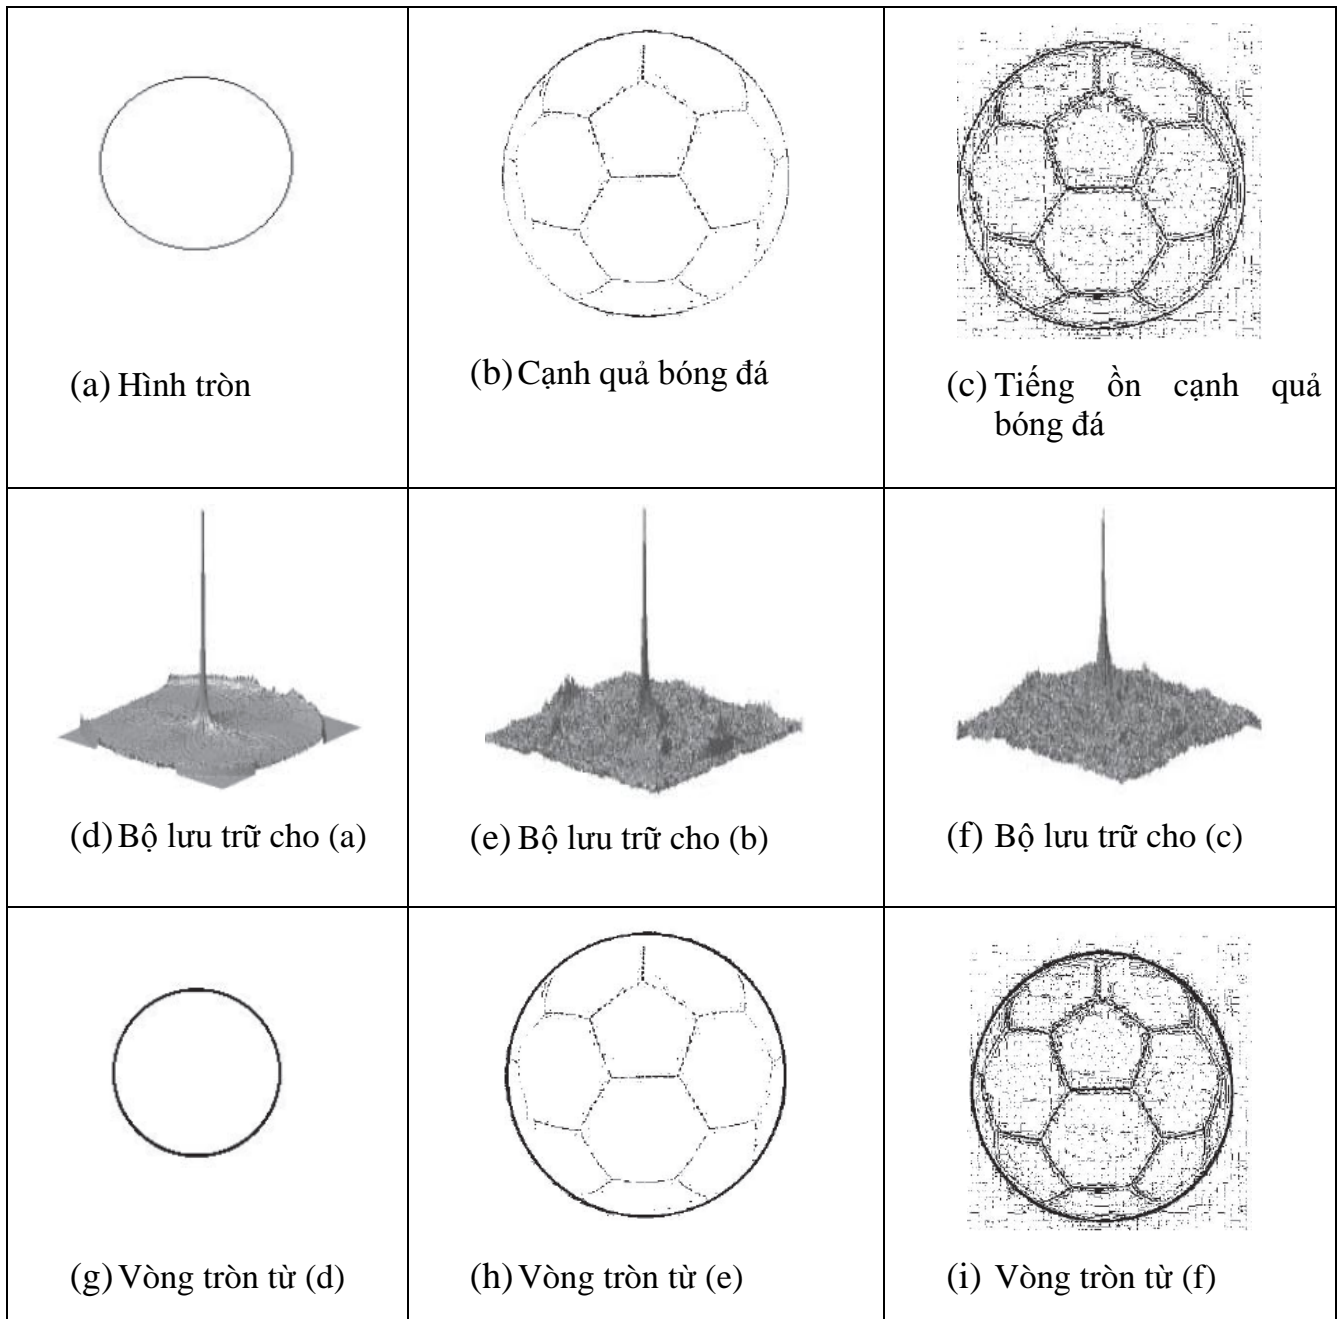 (a) Hình tròn
(b) Cạnh quả bóng đá
(c) Tiếng ồn cạnh quả
bóng đá
(d) Bộ lưu trữ cho (a)
(e) Bộ lưu trữ cho (b)
(f) Bộ lưu trữ cho (c)
(g) Vòng tròn từ (d)
(h) Vòng tròn từ (e)
(i) Vòng tròn từ (f)